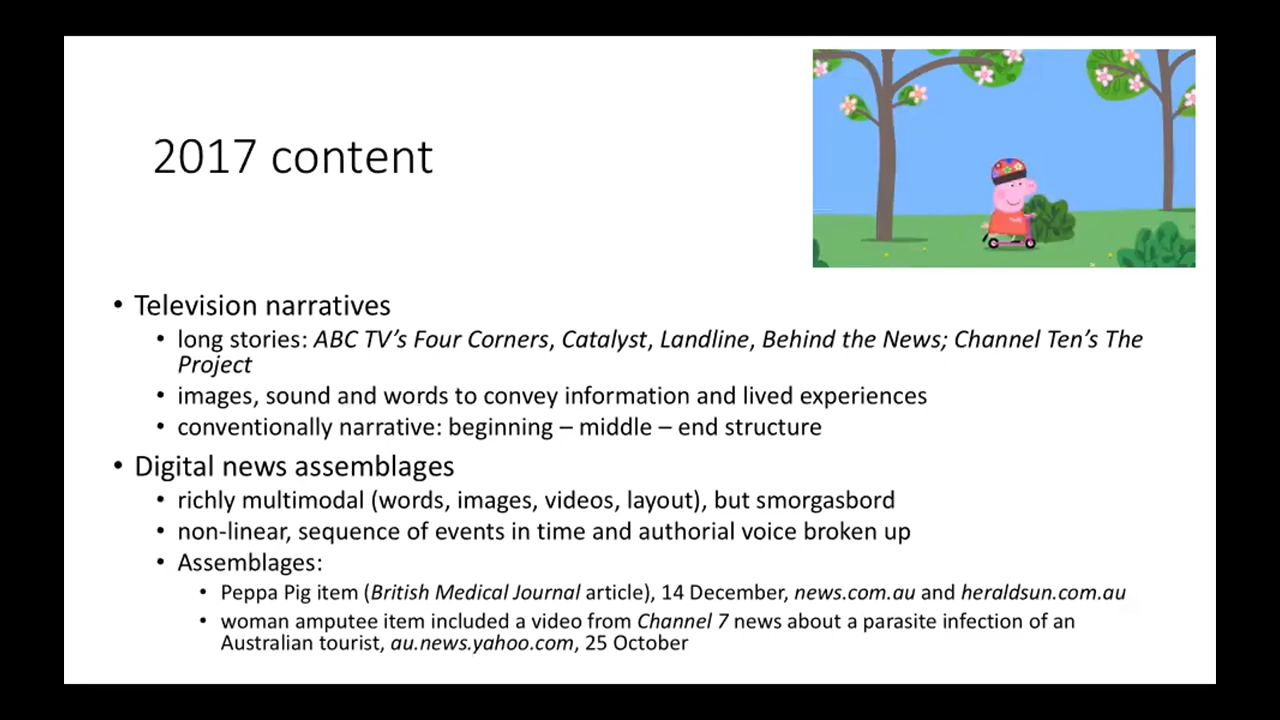 2017 content
• Television narratives
• long stories: ABC TV’s Four Corners, Catalyst, Landline, Behind the News; Channel Ten’s The
Project
• images, sound and words to convey information and lived experiences
• conventionally narrative: beginning – middle – end structure
• Digital news assemblages
• richly multimodal (words, images, videos, layout), but smorgasbord
• non-linear, sequence of events in time and authorial voice broken up
• Assemblages:
• Peppa Pig item (British Medical Journal article), 14 December, news.com.au and heraldsun.com.au
• woman amputee item included a video from Channel 7 news about a parasite infection of an
Australian tourist, au.news.yahoo.com, 25 October